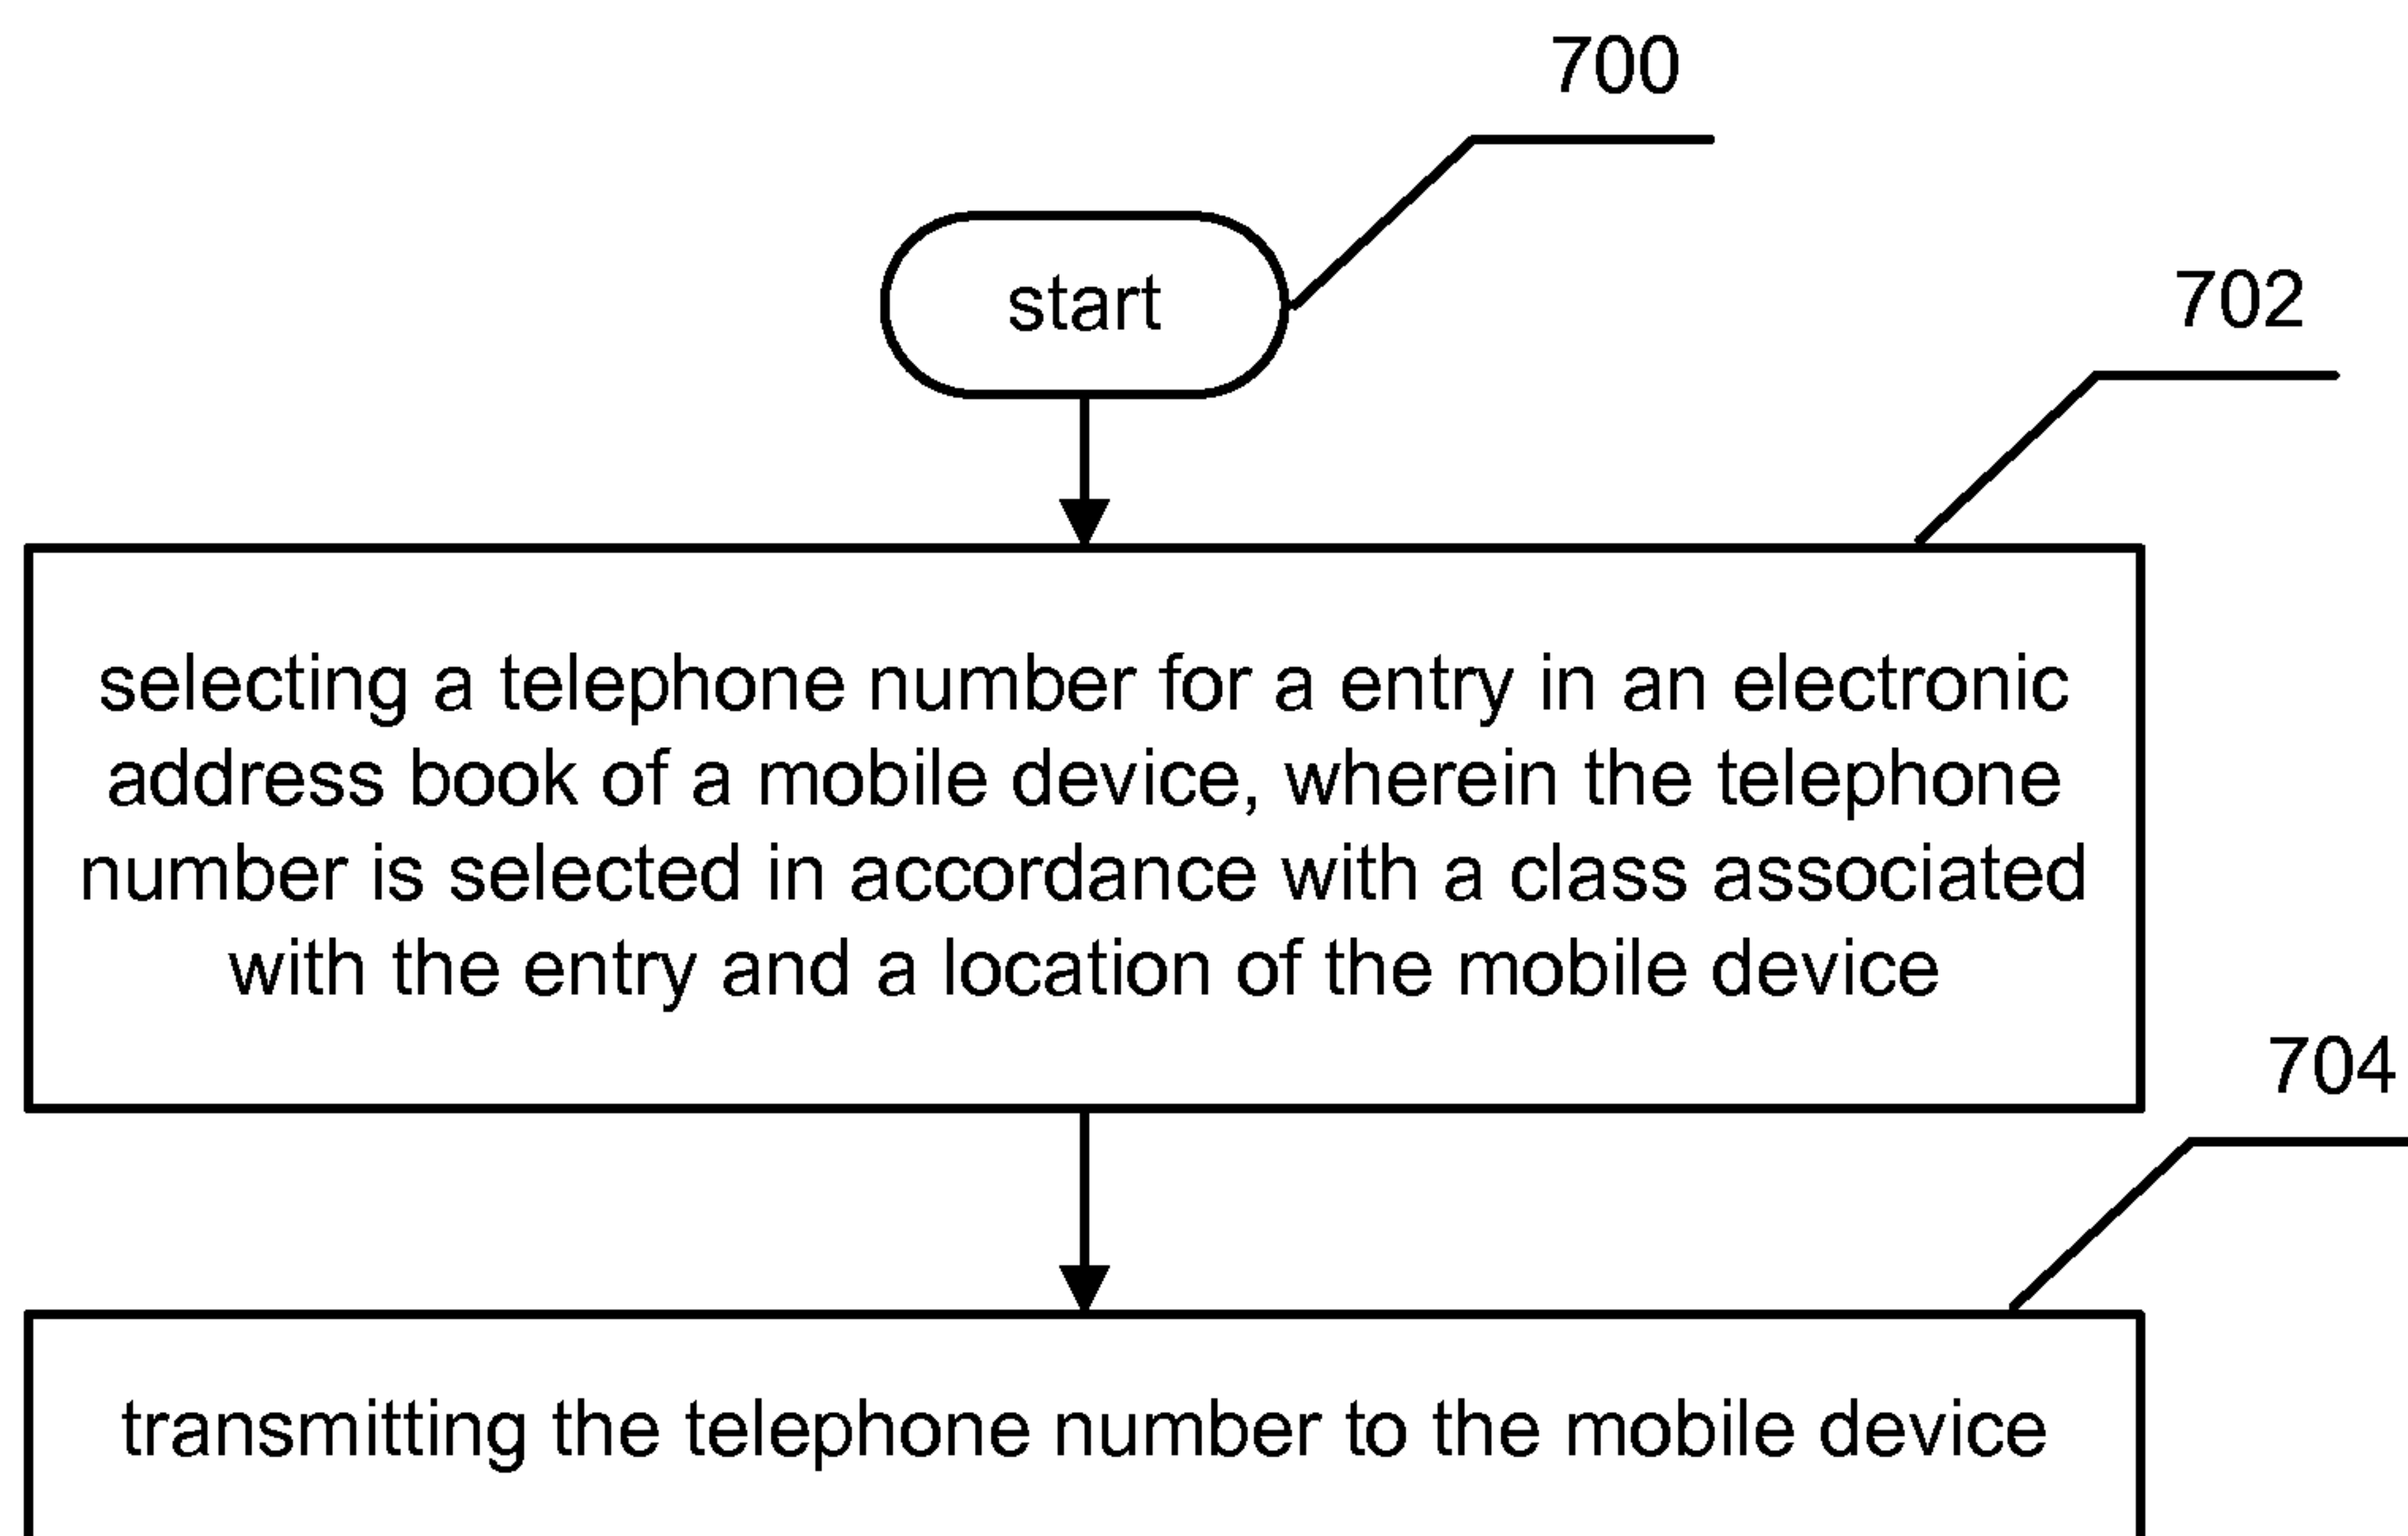 700
start
702
selecting a telephone number for a entry in an electronic
address book of a mobile device, wherein the telephone
number is selected in accordance with a class associated
with the entry and a location of the mobile device
704
transmitting the telephone number to the mobile device